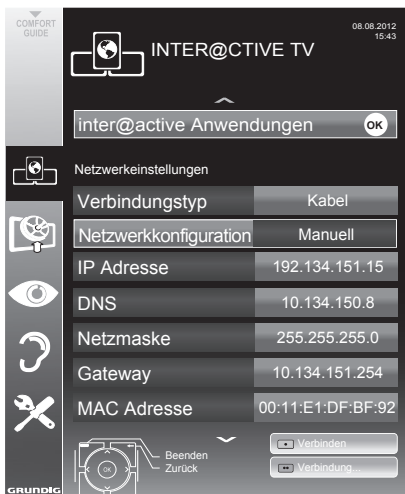 COMFORT
GUIDE
08.08.2012
15:43
INTER@CTIVE TV
inter@active Anwendungen OK
Netzwerkeinstellungen
Verbindungstyp Kabel
Netzwerkkonfiguration Manuell
IP Adresse 192.134.151.15
DNS 10.134.150.8
Netzmaske 255.255.255.0
Gateway 10.134.151.254
MAC Adresse 00:11:E1:DF:BF:92
OK
Beenden
Zurück
Verbinden
Verbindung...
GRUNDIG